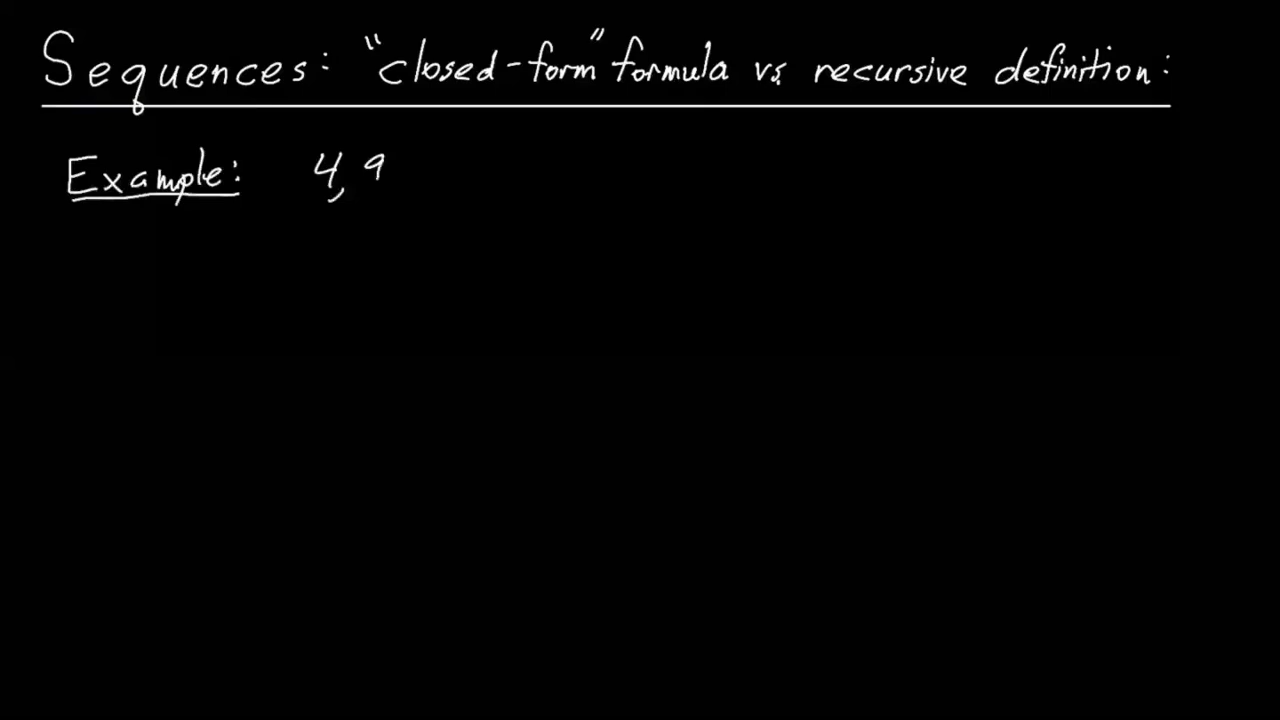 Sequences: "closed-form" formula vs recursive definition:
Example: 4, 9